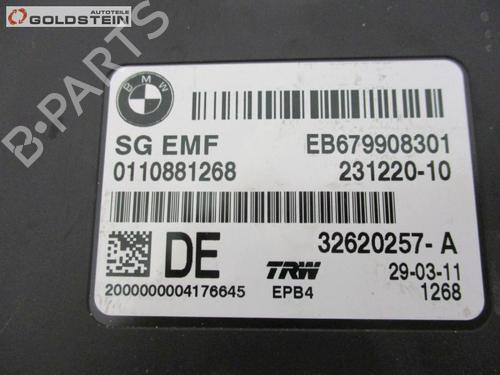 AUTOTEILE
GOLDSTEIN
B-PARTS
BMW
SG EMF EB679908301
0110881268 231220-10
DE 32620257-A
TRW 29-03-11
2000000004176645 EPB4 1268